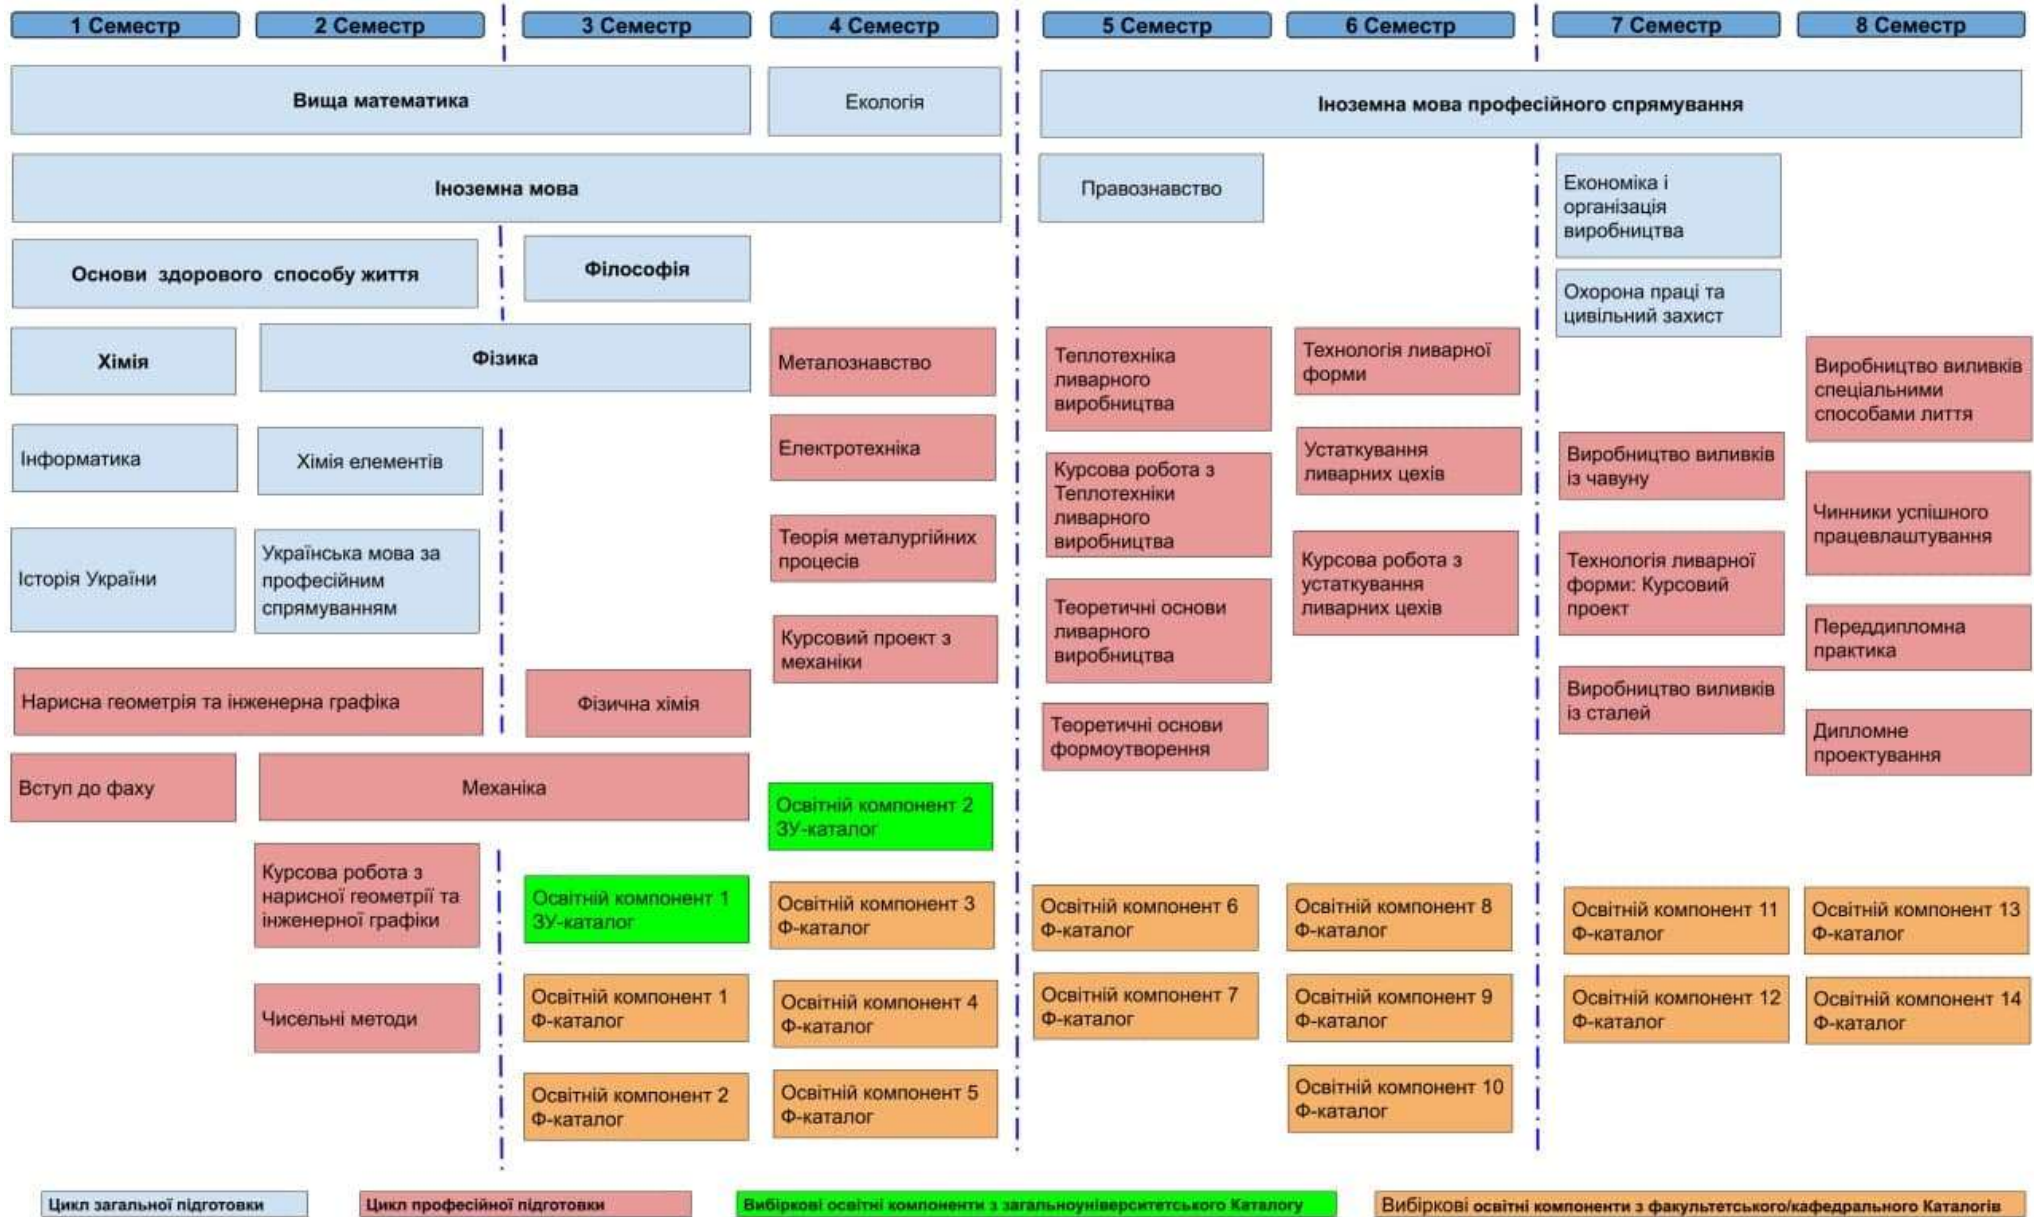 1 Семестр
2 Семестр
3 Семестр
4 Семестр
5 Семестр
6 Семестр
7 Семестр
8 Семестр
Вища математика
Екологія
Іноземна мова професійного спрямування
Іноземна мова
Правознавство
Економіка і
організація
виробництва
Основи здорового способу життя
Філософія
Охорона праці та
цивільний захист
Хімія
Фізика
Металознавство
Теплотехніка
ливарного
виробництва
Технологія ливарної
форми
Виробництво виливків
спеціальними
способами лиття
Інформатика
Хімія елементів
Електротехніка
Курсова робота з
Теплотехніки
ливарного
виробництва
Устаткування
ливарних цехів
Виробництво виливків
із чавуну
Чинники успішного
працевлаштування
Історія України
Українська мова за
професійним
спрямуванням
Теорія металургійних
процесів
Теоретичні основи
ливарного
виробництва
Курсова робота з
устаткування
ливарних цехів
Технологія ливарної
форми: Курсовий
проект
Переддипломна
практика
Курсовий проект з
механіки
Нарисна геометрія та інженерна графіка
Фізична хімія
Теоретичні основи
формоутворення
Виробництво виливків
із сталей
Дипломне
проектування
Вступ до фаху
Механіка
Освітній компонент 2
ЗУ-каталог
Курсова робота з
нарисної геометрії та
інженерної графіки
Освітній компонент 1
ЗУ-каталог
Освітній компонент 3
Ф-каталог
Освітній компонент 6
Ф-каталог
Освітній компонент 8
Ф-каталог
Освітній компонент 11
Ф-каталог
Освітній компонент 13
Ф-каталог
Чисельні методи
Освітній компонент 1
Ф-каталог
Освітній компонент 4
Ф-каталог
Освітній компонент 7
Ф-каталог
Освітній компонент 9
Ф-каталог
Освітній компонент 12
Ф-каталог
Освітній компонент 14
Ф-каталог
Освітній компонент 2
Ф-каталог
Освітній компонент 5
Ф-каталог
Освітній компонент 10
Ф-каталог
Цикл загальної підготовки
Цикл професійної підготовки
Вибіркові освітні компоненти з загальноуніверситетського Каталогу
Вибіркові освітні компоненти з факультетського/кафедрального Каталогів